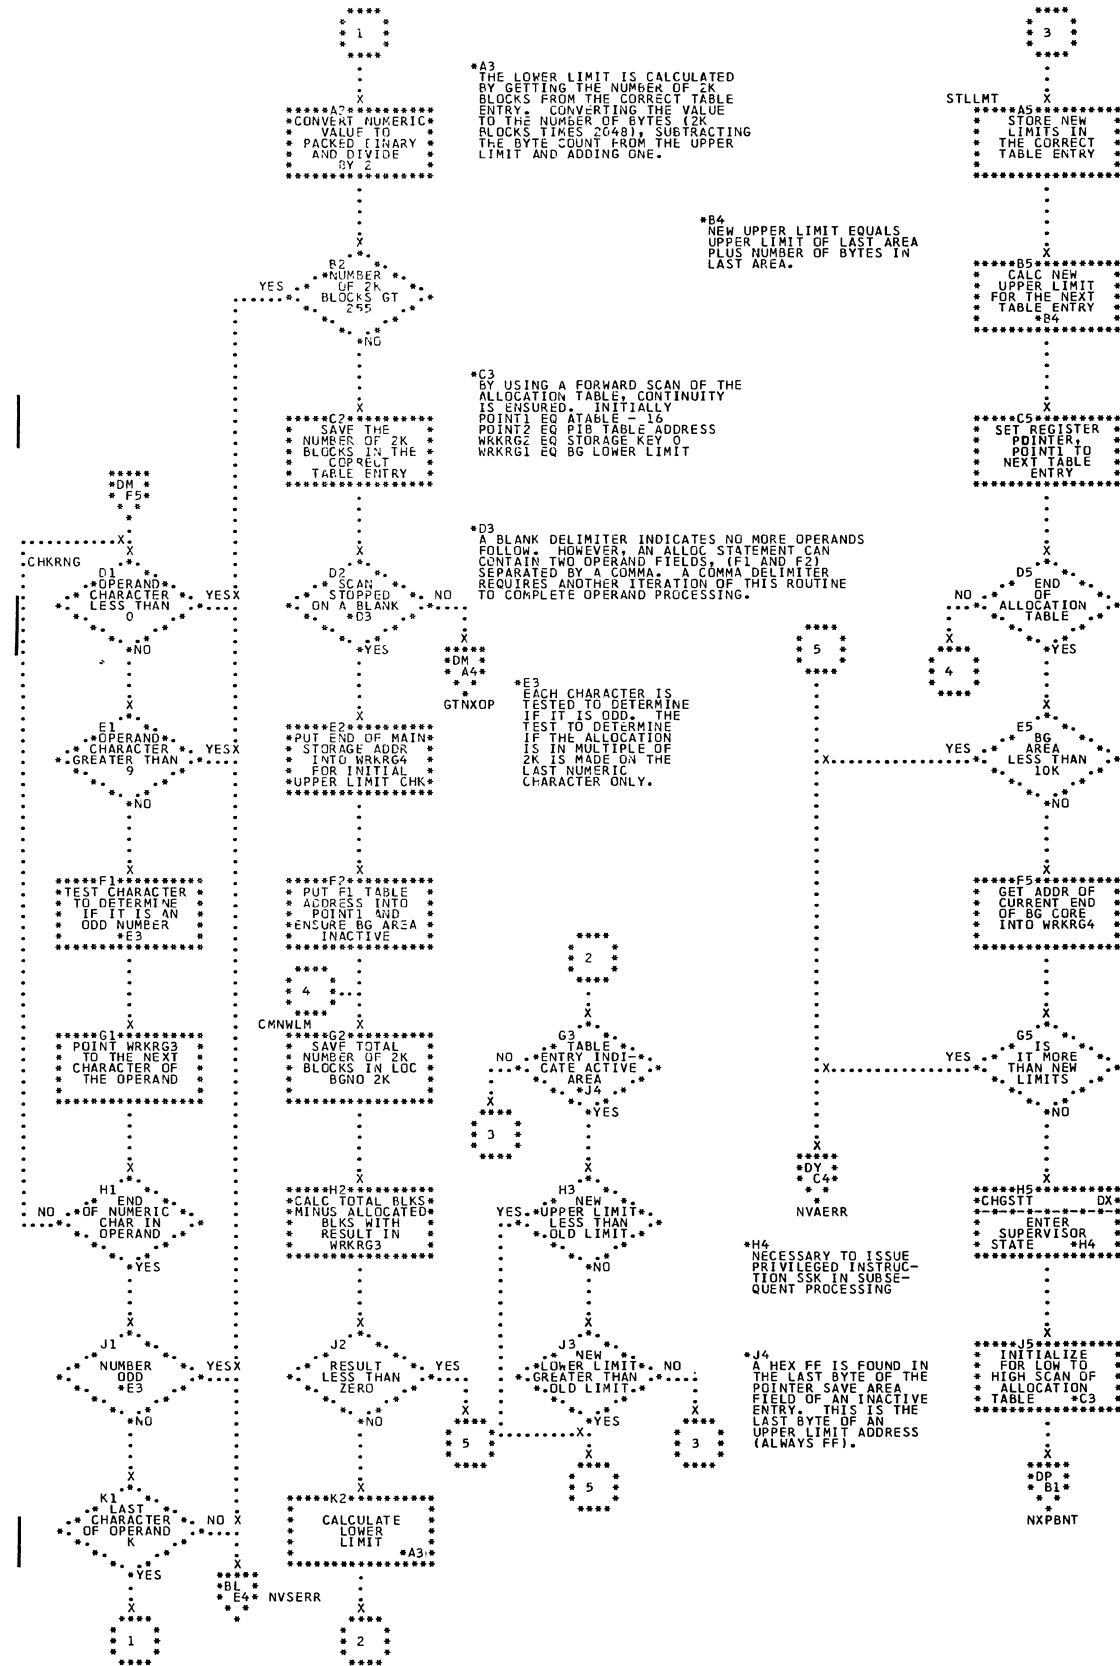 1
A2
CONVERT NUMERIC
VALUE TO
PACKED BINARY
AND DIVIDE
BY 2
B2
NUMBER
OF 2K
BLOCKS GT
255
YES
NO
C2
SAVE THE
NUMBER OF 2K
BLOCKS IN THE
CORRECT
TABLE ENTRY
D2
SCAN
STOPPED
ON A BLANK
*D3
NO
YES
DM
A4
GTNXOP
E2
PUT END OF MAIN
STORAGE ADDR
INTO WRKRG4
FOR INITIAL
UPPER LIMIT CHK
F2
PUT F1 TABLE
ADDRESS INTO
POINT1 AND
ENSURE BG AREA
INACTIVE
4
CMNWLM
G2
SAVE TOTAL
NUMBER OF 2K
BLOCKS IN LOC
BGNO 2K
H2
CALC TOTAL BLKS
MINUS ALLOCATED
BLKS WITH
RESULT IN
WRKRG3
J2
RESULT
LESS THAN
ZERO
YES
NO
5
K2
CALCULATE
LOWER
LIMIT
*A3
2
DM
F5
CHKRNG
D1
OPERAND
CHARACTER
LESS THAN
0
YES
NO
E1
OPERAND
CHARACTER
GREATER THAN
9
YES
NO
F1
TEST CHARACTER
TO DETERMINE
IF IT IS AN
ODD NUMBER
*E3
G1
POINT WRKRG3
TO THE NEXT
CHARACTER OF
THE OPERAND
H1
END
OF NUMERIC
CHAR IN
OPERAND
NO
YES
J1
NUMBER
ODD
*E3
YES
NO
K1
LAST
CHARACTER
OF OPERAND
K
NO
YES
BL
E4
NVSERR
1
*A3
THE LOWER LIMIT IS CALCULATED
BY GETTING THE NUMBER OF 2K
BLOCKS FROM THE CORRECT TABLE
ENTRY. CONVERTING THE VALUE
TO THE NUMBER OF BYTES (2K
BLOCKS TIMES 2048), SUBTRACTING
THE BYTE COUNT FROM THE UPPER
LIMIT AND ADDING ONE.
*B4
NEW UPPER LIMIT EQUALS
UPPER LIMIT OF LAST AREA
PLUS NUMBER OF BYTES IN
LAST AREA.
*C3
BY USING A FORWARD SCAN OF THE
ALLOCATION TABLE, CONTINUITY
IS ENSURED. INITIALLY
POINT1 EQ ATABLE - 16
POINT2 EQ PIB TABLE ADDRESS
WRKRG2 EQ STORAGE KEY 0
WRKRG1 EQ BG LOWER LIMIT
*D3
A BLANK DELIMITER INDICATES NO MORE OPERANDS
FOLLOW. HOWEVER, AN ALLOC STATEMENT CAN
CONTAIN TWO OPERAND FIELDS, (F1 AND F2)
SEPARATED BY A COMMA. A COMMA DELIMITER
REQUIRES ANOTHER ITERATION OF THIS ROUTINE
TO COMPLETE OPERAND PROCESSING.
*E3
EACH CHARACTER IS
TESTED TO DETERMINE
IF IT IS ODD. THE
TEST TO DETERMINE
IF THE ALLOCATION
IS IN MULTIPLE OF
2K IS MADE ON THE
LAST NUMERIC
CHARACTER ONLY.
2
G3
TABLE
ENTRY INDI-
CATE ACTIVE
AREA
*J4
NO
YES
3
H3
NEW
UPPER LIMIT
LESS THAN
OLD LIMIT
YES
NO
J3
NEW
LOWER LIMIT
GREATER THAN
OLD LIMIT
NO
YES
3
5
5
DY
C4
NVAERR
*H4
NECESSARY TO ISSUE
PRIVILEGED INSTRUC-
TION SSK IN SUBSE-
QUENT PROCESSING
*J4
A HEX FF IS FOUND IN
THE LAST BYTE OF THE
POINTER SAVE AREA
FIELD OF AN INACTIVE
ENTRY. THIS IS THE
LAST BYTE OF AN
UPPER LIMIT ADDRESS
(ALWAYS FF).
3
STLLMT
A5
STORE NEW
LIMITS IN
THE CORRECT
TABLE ENTRY
B5
CALC NEW
UPPER LIMIT
FOR THE NEXT
TABLE ENTRY
*B4
C5
SET REGISTER
POINTER,
POINT1 TO
NEXT TABLE
ENTRY
D5
END
OF
ALLOCATION
TABLE
NO
YES
4
E5
BG
AREA
LESS THAN
10K
YES
NO
F5
GET ADDR OF
CURRENT END
OF BG CORE
INTO WRKRG4
G5
IS
IT MORE
THAN NEW
LIMITS
YES
NO
H5
CHGSTT DX
ENTER
SUPERVISOR
STATE *H4
J5
INITIALIZE
FOR LOW TO
HIGH SCAN OF
ALLOCATION
TABLE *C3
DP
B1
NXPBNT